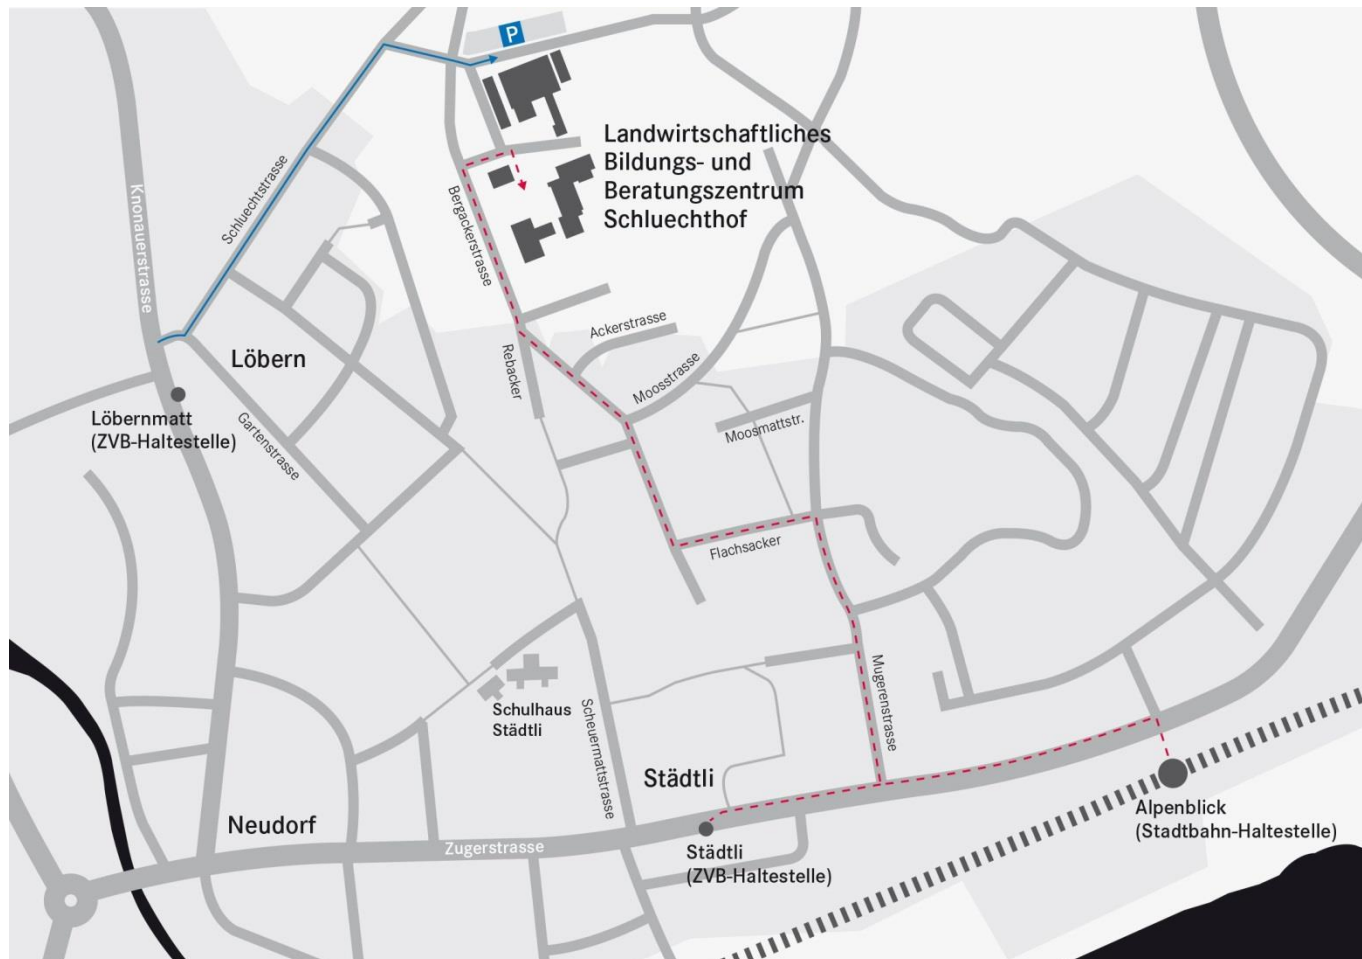 P
Landwirtschaftliches
Bildungs- und
Beratungszentrum
Schluechthof
Knonauerstrasse
Schluechtstrasse
Bergackerstrasse
Ackerstrasse
Rebacker
Moosstrasse
Moosmattstr.
Löbern
Löbernmatt
(ZVB-Haltestelle)
Gartenstrasse
Flachsacker
Mugerenstrasse
Schulhaus
Städtli
Scheuermattstrasse
Städtli
Neudorf
Zugerstrasse
Städtli
(ZVB-Haltestelle)
Alpenblick
(Stadtbahn-Haltestelle)